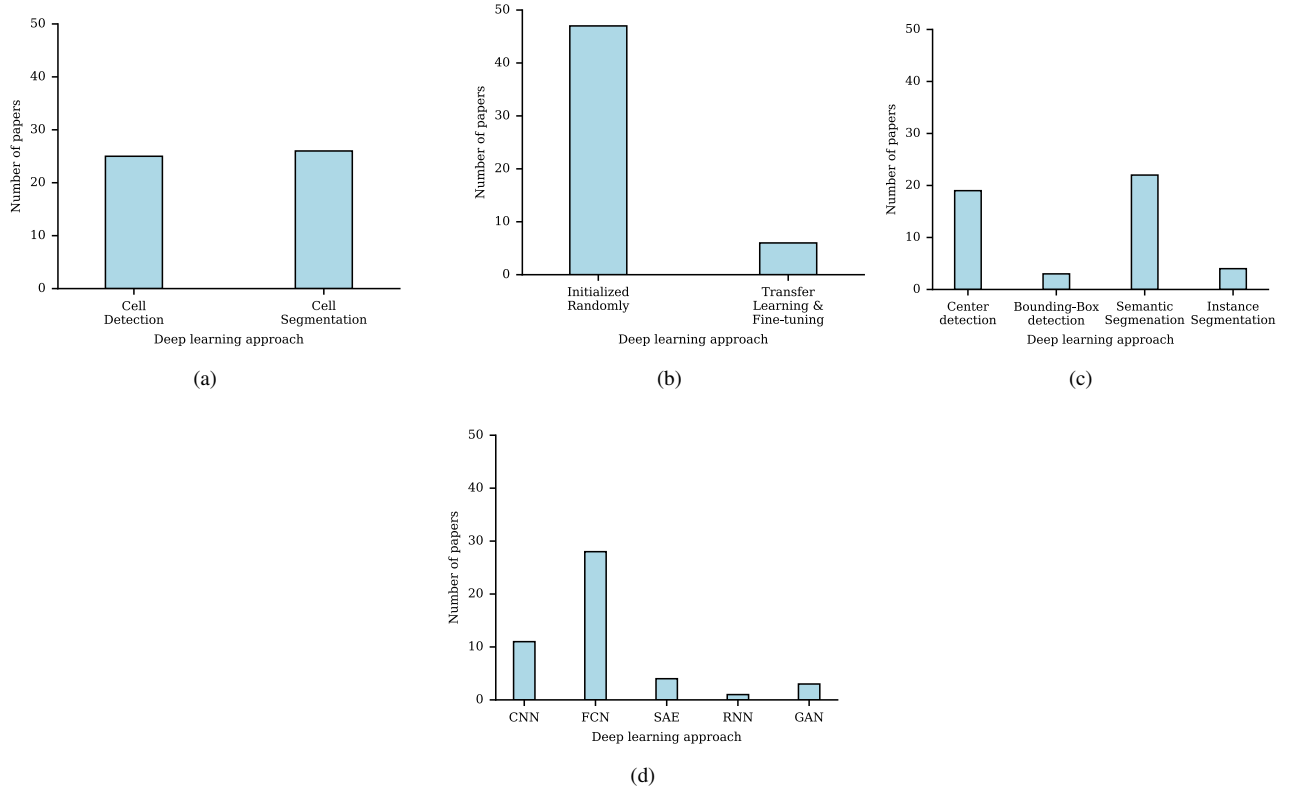 50
40
30
20
10
0
Number of papers
Cell
Detection
Cell
Segmentation
Deep learning approach
(a)
50
40
30
20
10
0
Number of papers
Initialized
Randomly
Transfer
Learning &
Fine-tuning
Deep learning approach
(b)
50
40
30
20
10
0
Number of papers
Center
detection
Bounding-Box
detection
Semantic
Segmenation
Instance
Segmentation
Deep learning approach
(c)
50
40
30
20
10
0
Number of papers
CNN FCN SAE RNN GAN
Deep learning approach
(d)